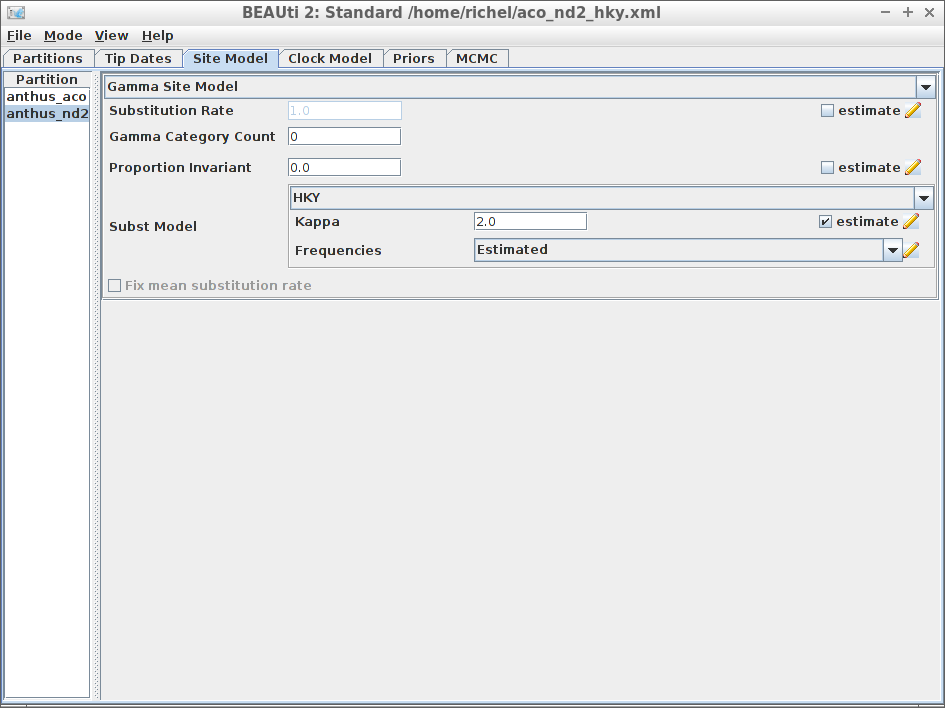 BEAUti 2: Standard /home/richel/aco_nd2_hky.xml
File Mode View Help
Partitions Tip Dates Site Model Clock Model Priors MCMC
Partition
anthus_aco
anthus_nd2
Gamma Site Model
Substitution Rate 1.0 estimate
Gamma Category Count 0
Proportion Invariant 0.0 estimate
Subst Model
HKY
Kappa 2.0 estimate
Frequencies Estimated
Fix mean substitution rate